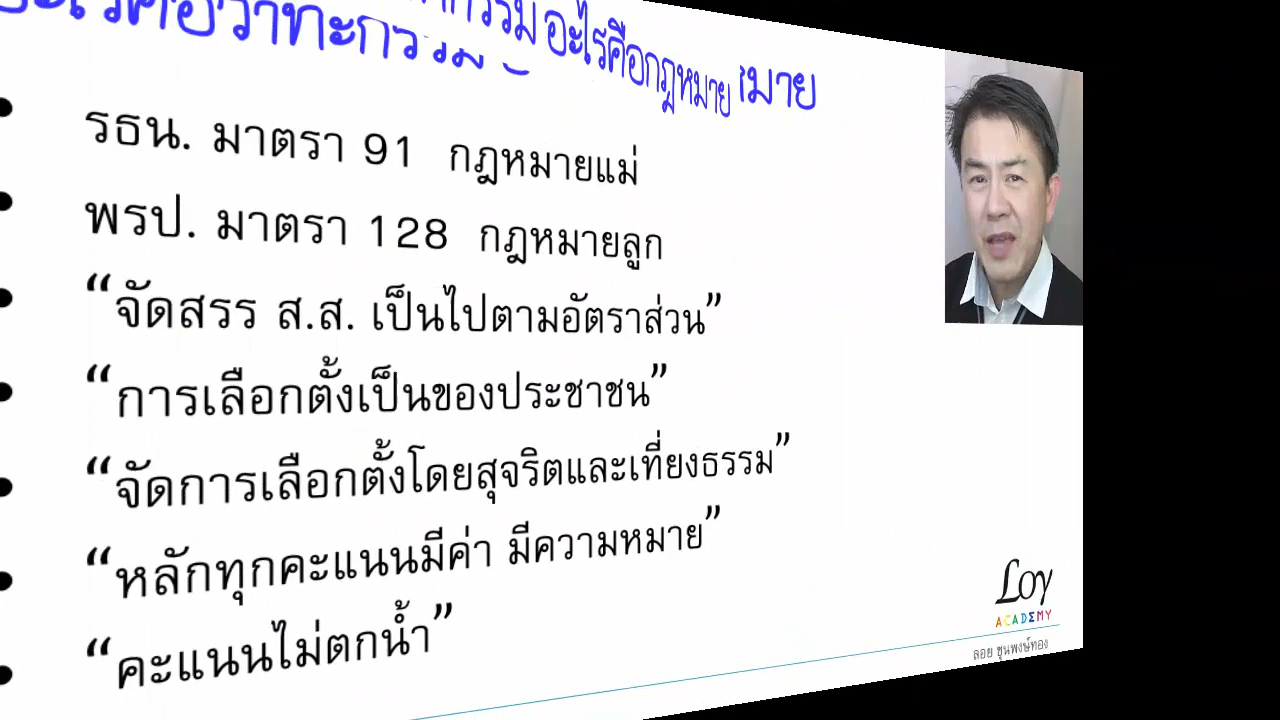 อะไรคือวาทะกรรม อะไรคือกฎหมาย
รธน. มาตรา 91 กฎหมายแม่
พรป. มาตรา 128 กฎหมายลูก
“จัดสรร ส.ส. เป็นไปตามอัตราส่วน”
“การเลือกตั้งเป็นของประชาชน”
“จัดการเลือกตั้งโดยสุจริตและเที่ยงธรรม”
“หลักทุกคะแนนมีค่า มีความหมาย”
“คะแนนไม่ตกน้ำ”
Loy
ACADEMY
ลอย ชุนพงษ์ทอง